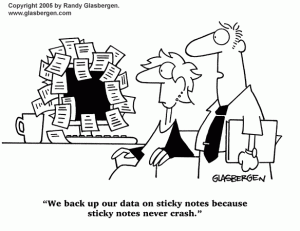 Copyright 2005 by Randy Glasbergen.
www.glasbergen.com
GLASBERGEN
“We back up our data on sticky notes because
sticky notes never crash.”